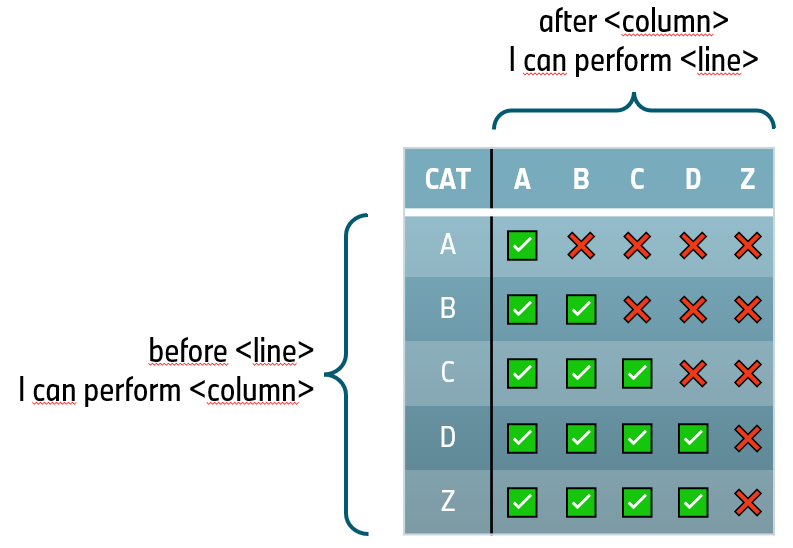 after <column>
I can perform <line>
CAT A B C D Z
A ✅ ❌ ❌ ❌ ❌
B ✅ ✅ ❌ ❌ ❌
before <line>
I can perform <column>
C ✅ ✅ ✅ ❌ ❌
D ✅ ✅ ✅ ✅ ❌
Z ✅ ✅ ✅ ✅ ❌